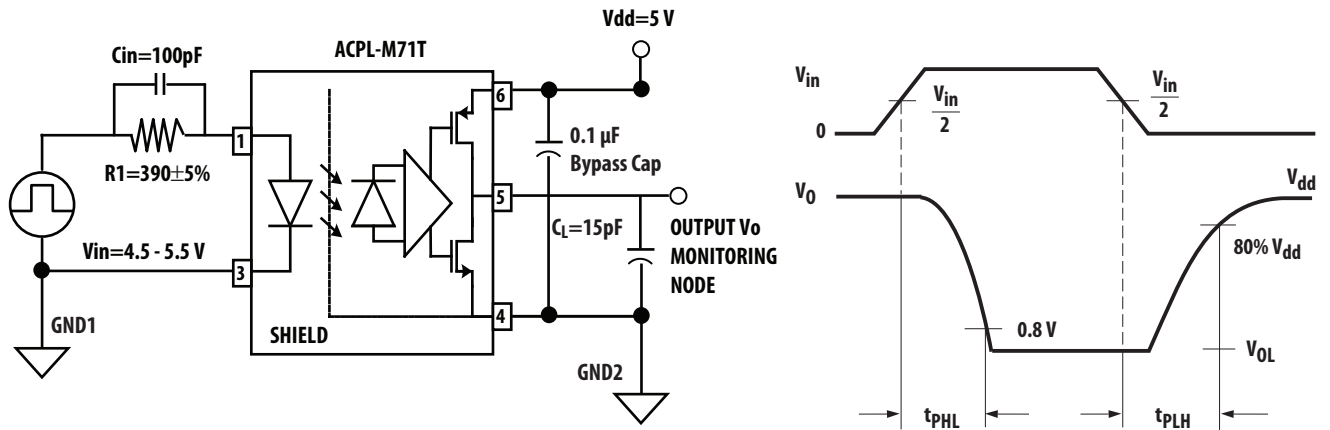 Vdd=5 V
ACPL-M71T
Cin=100pF
R1=390±5%
1
3
6
5
4
0.1 µF
Bypass Cap
CL=15pF
OUTPUT Vo
MONITORING
NODE
Vin=4.5 - 5.5 V
GND1
SHIELD
GND2
Vin
0
Vin
2
Vin
2
VO
Vdd
80% Vdd
0.8 V
VOL
tPHL
tPLH